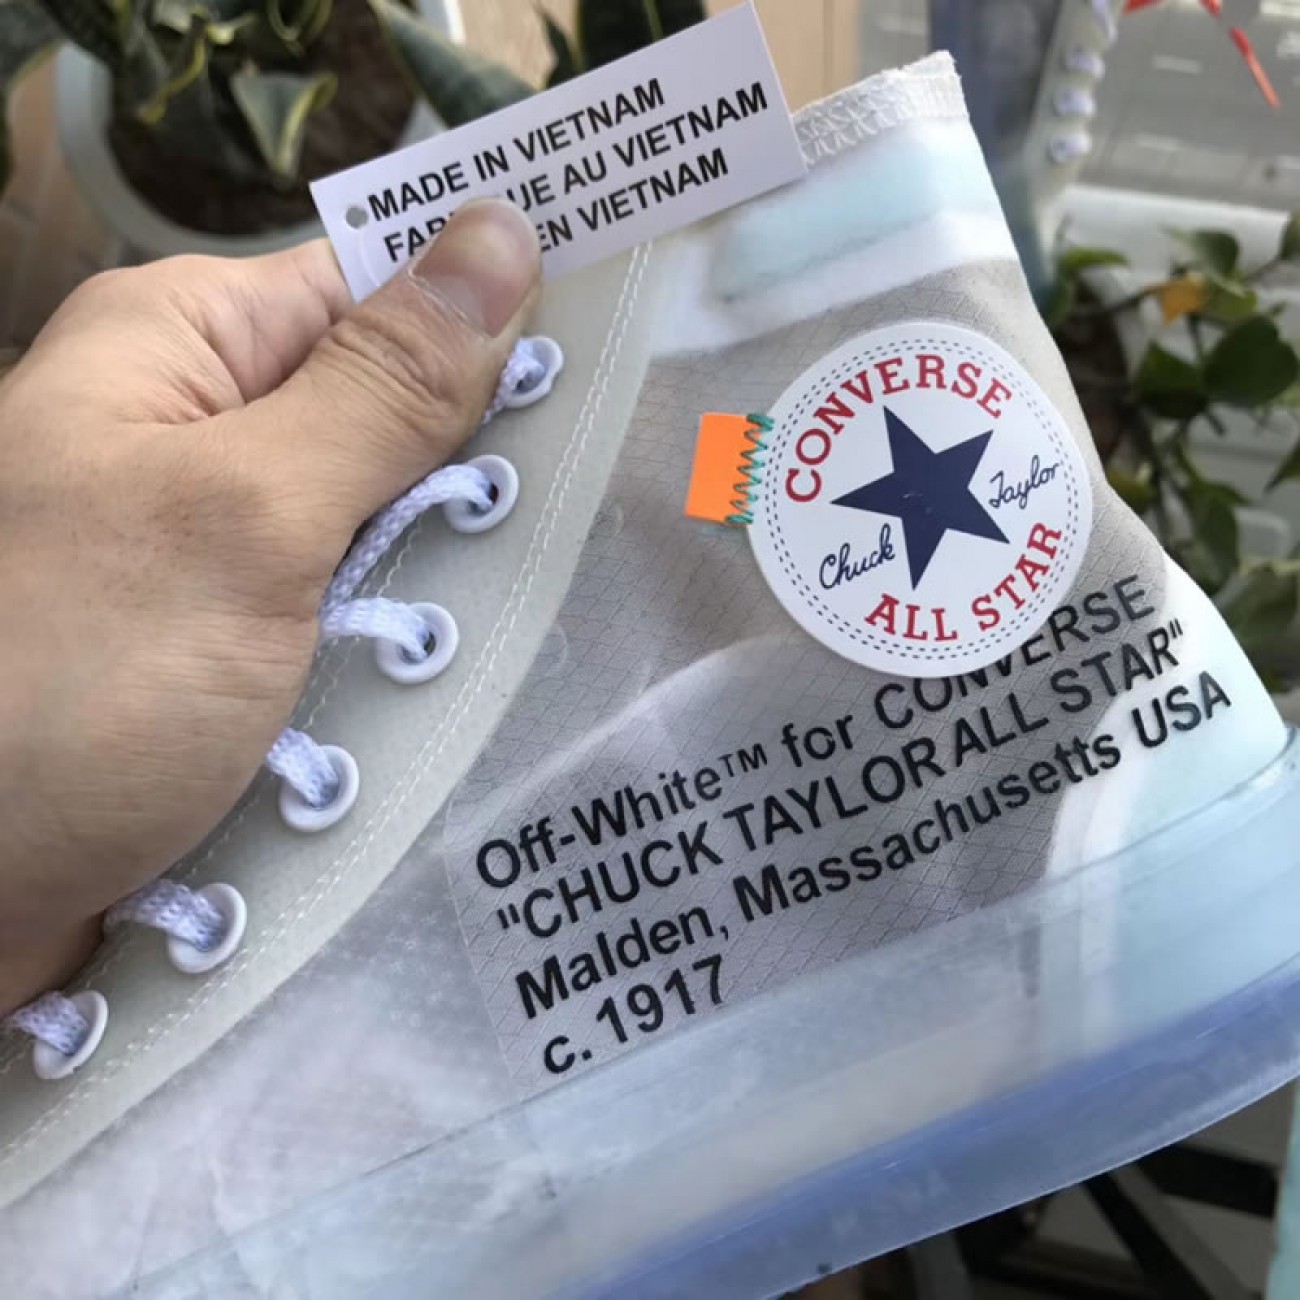 MADE IN VIETNAM
AU VIETNAM
EN VIETNAM
CONVERSE
Chuck Taylor
ALL STAR
Off-White™ for CONVERSE
"CHUCK TAYLOR ALL STAR"
Malden, Massachusetts USA
c. 1917